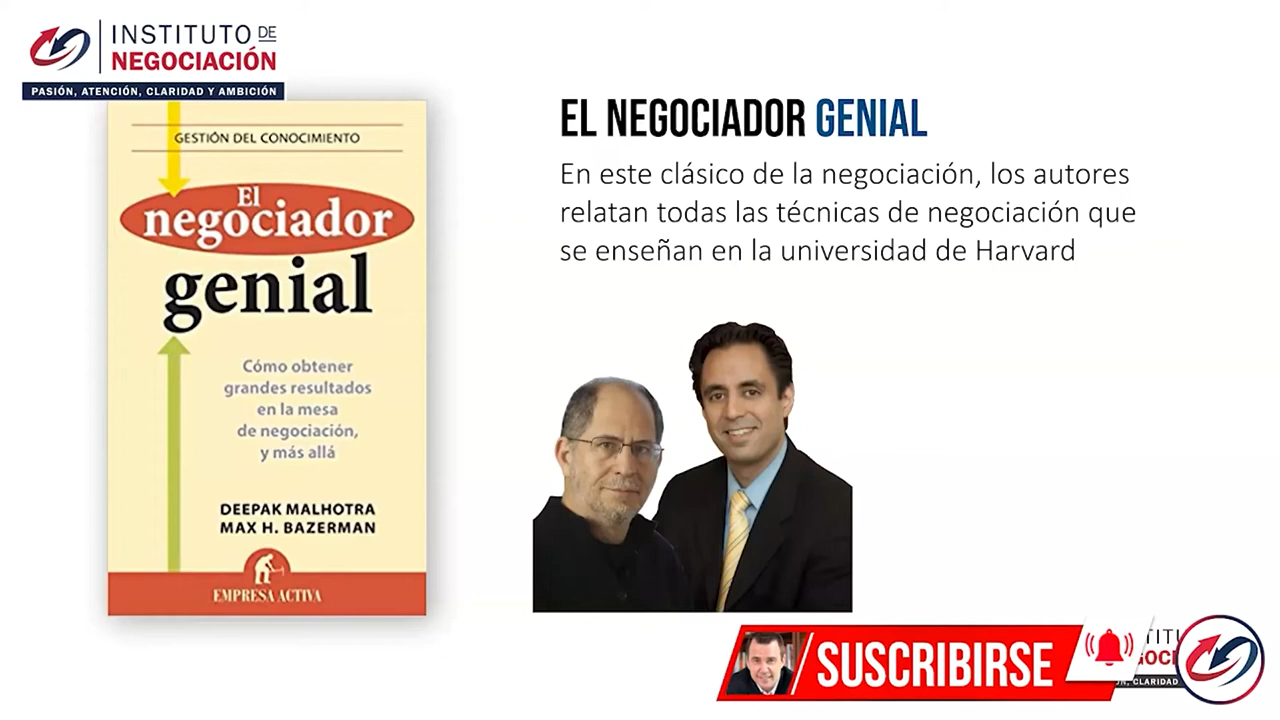 INSTITUTO DE
NEGOCIACIÓN
PASIÓN, ATENCIÓN, CLARIDAD Y AMBICIÓN
GESTIÓN DEL CONOCIMIENTO
El
negociador
genial
Cómo obtener
grandes resultados
en la mesa
de negociación,
y más allá
DEEPAK MALHOTRA
MAX H. BAZERMAN
EMPRESA ACTIVA
EL NEGOCIADOR GENIAL
En este clásico de la negociación, los autores
relatan todas las técnicas de negociación que
se enseñan en la universidad de Harvard
SUSCRIBIRSE
CLARIDAD